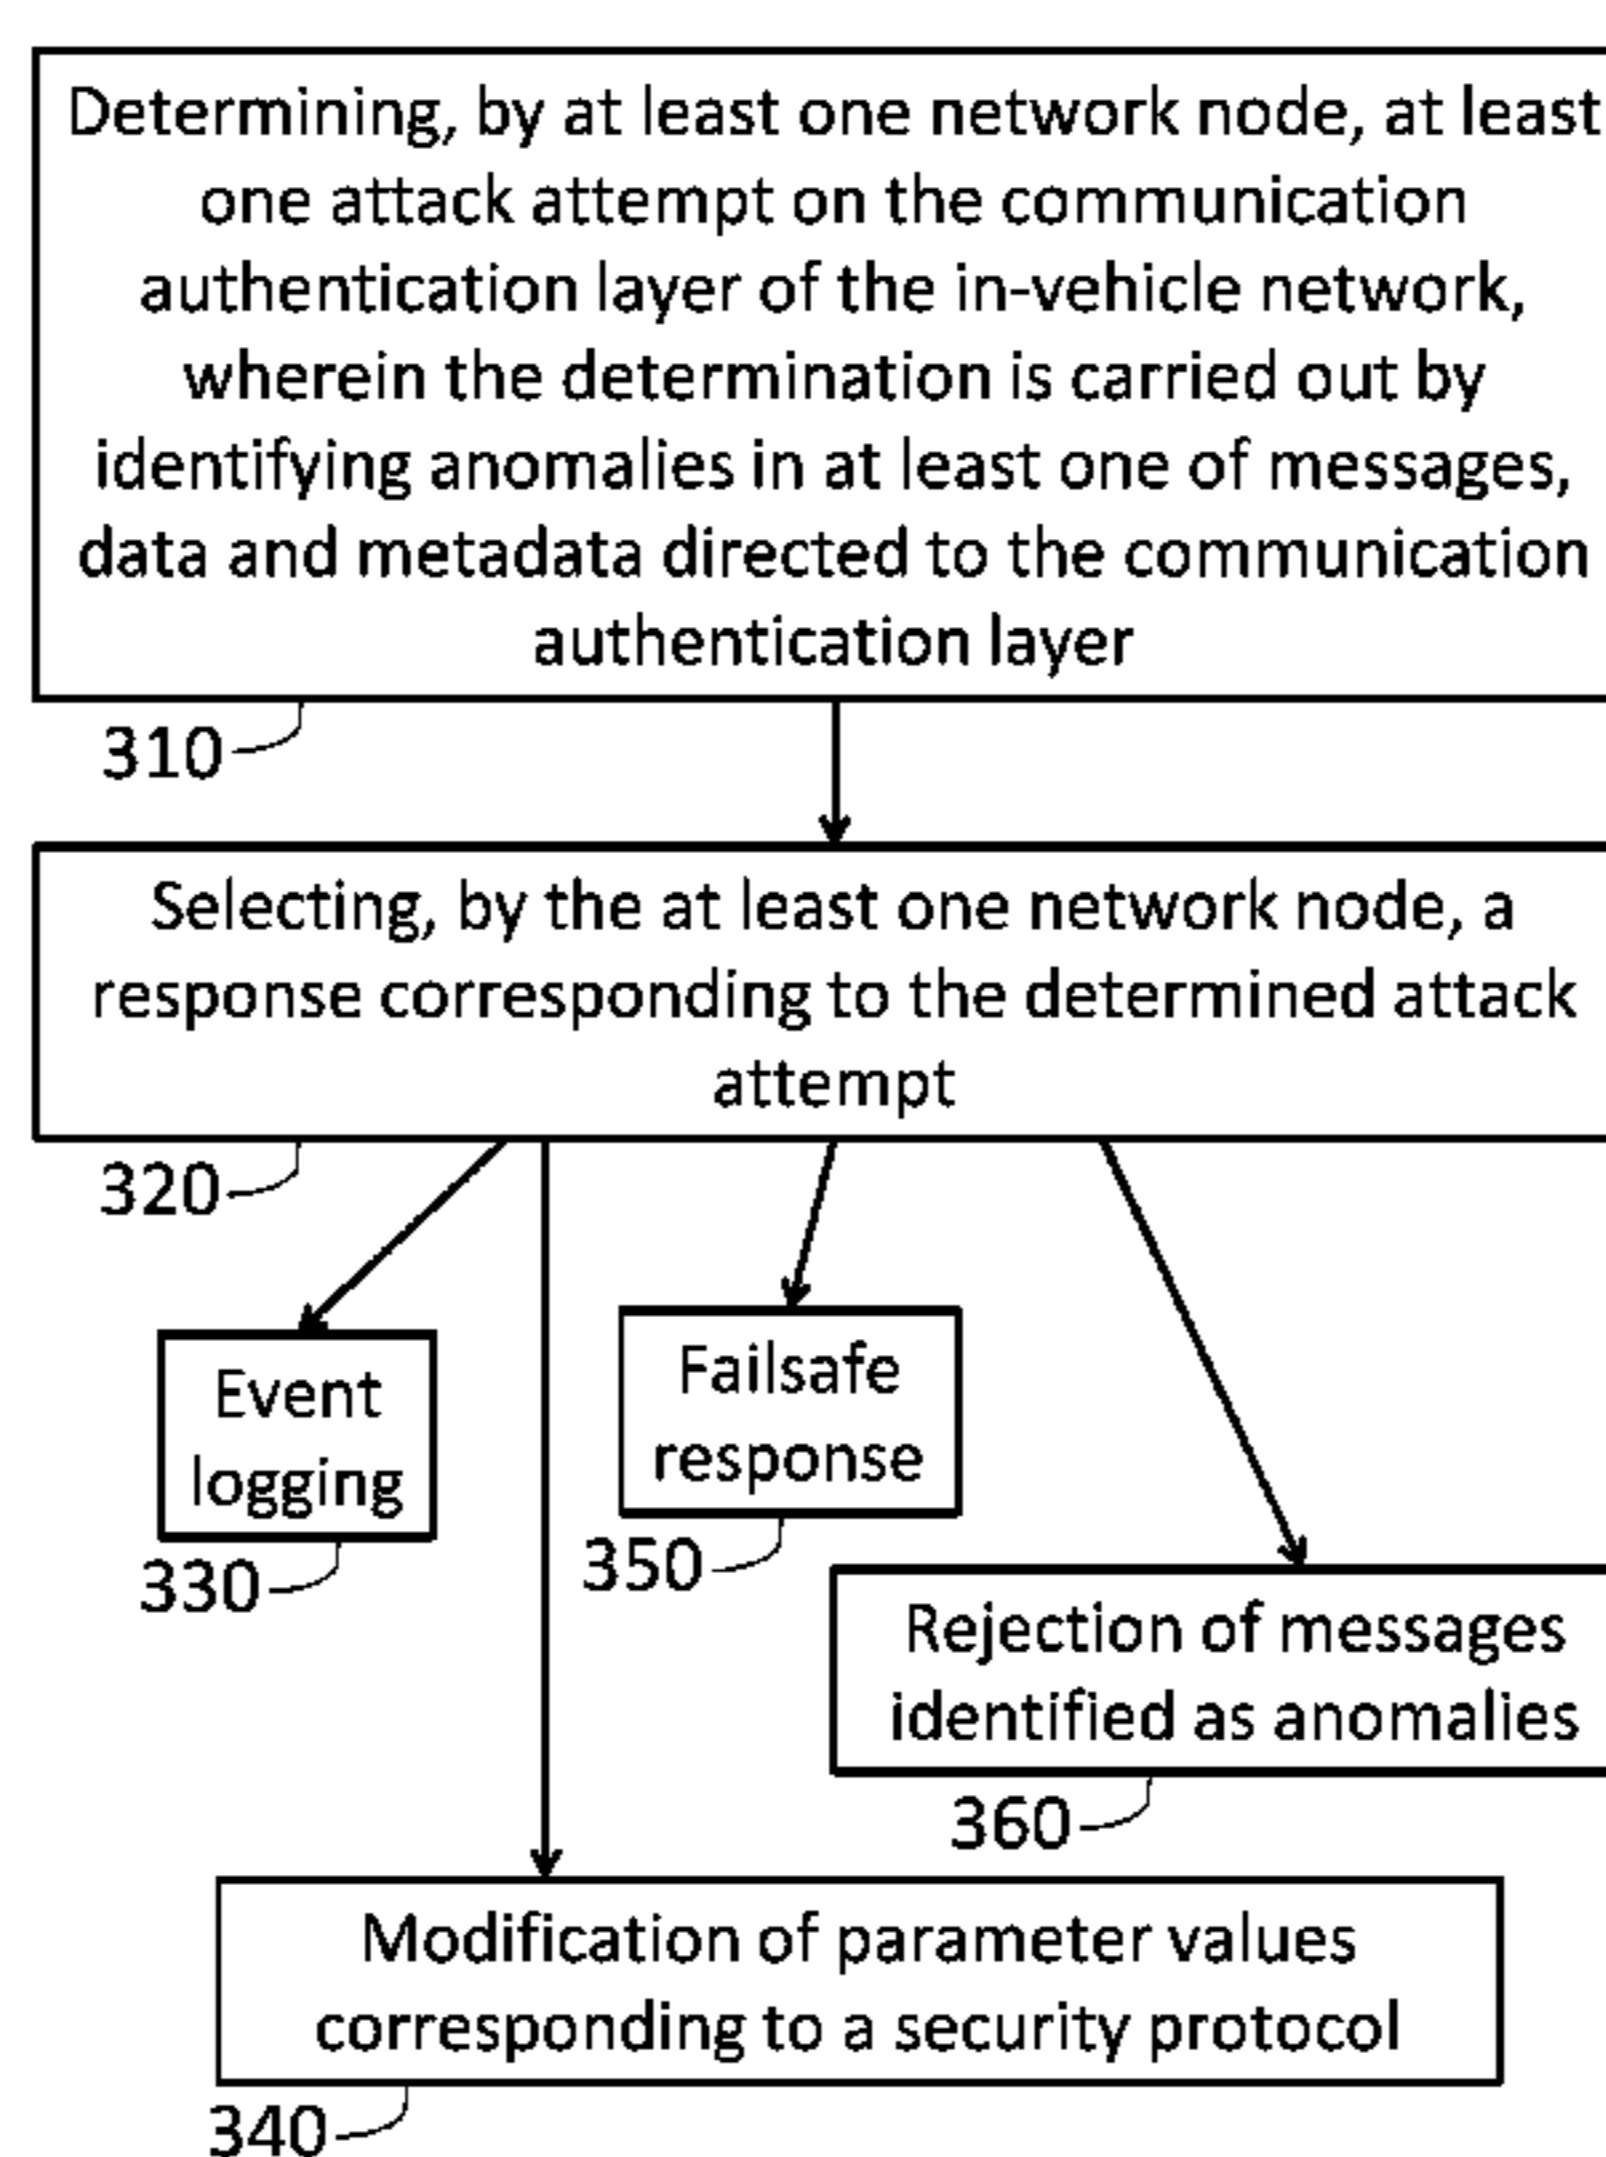 Determining, by at least one network node, at least
one attack attempt on the communication
authentication layer of the in-vehicle network,
wherein the determination is carried out by
identifying anomalies in at least one of messages,
data and metadata directed to the communication
authentication layer
310
Selecting, by the at least one network node, a
response corresponding to the determined attack
attempt
320
Event
logging
330
Failsafe
response
350
Rejection of messages
identified as anomalies
360
Modification of parameter values
corresponding to a security protocol
340